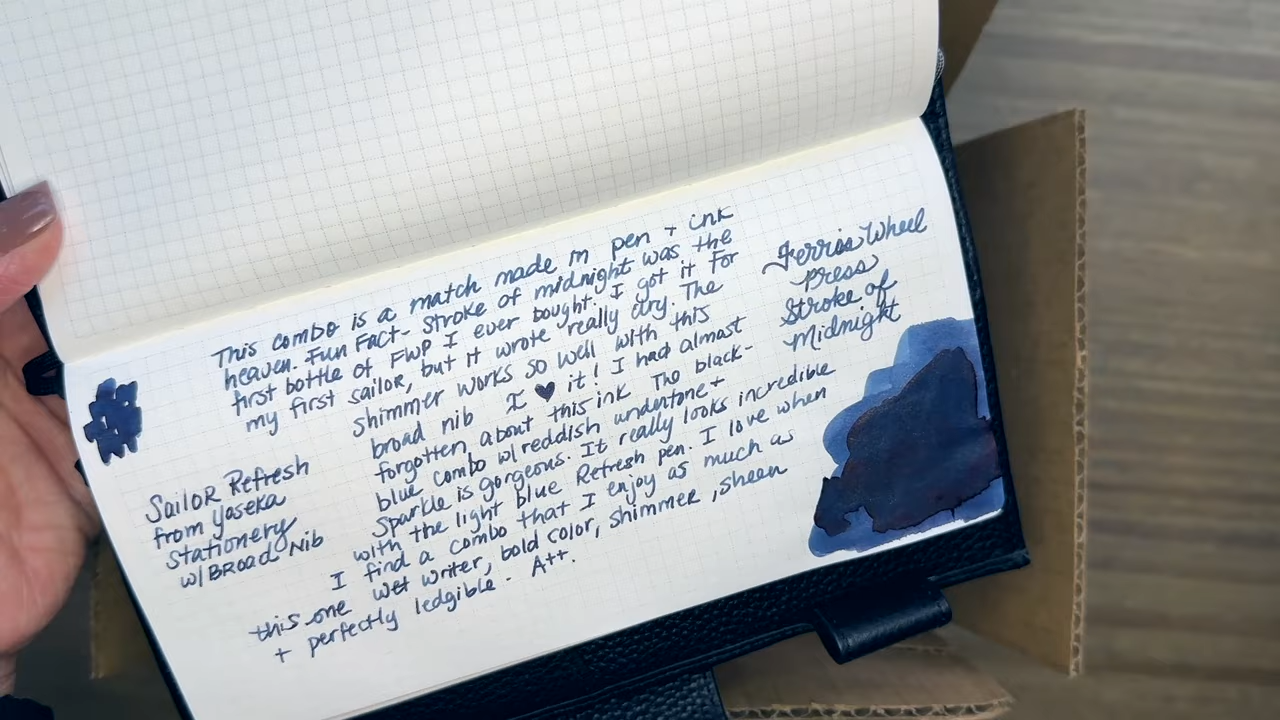 This combo is a match made in pen + ink
heaven. Fun Fact- Stroke of midnight was the
first bottle of FWP I ever bought. I got it for
my first sailor, but it wrote really dry. The
shimmer works so well with this
broad nib I ♥ it! I had almost
forgotten about this ink The black-
blue combo w/reddish undertone +
Sparkle is gorgeous. It really looks incredible
with the light blue Refresh pen. I love when
I find a combo that I enjoy as much as
this one wet writer, bold color, shimmer, sheen
+ perfectly ledgible - A++.
Sailor Refresh
from Yoseka
Stationery
w/Broad Nib
Ferris Wheel
Press
Stroke of
Midnight